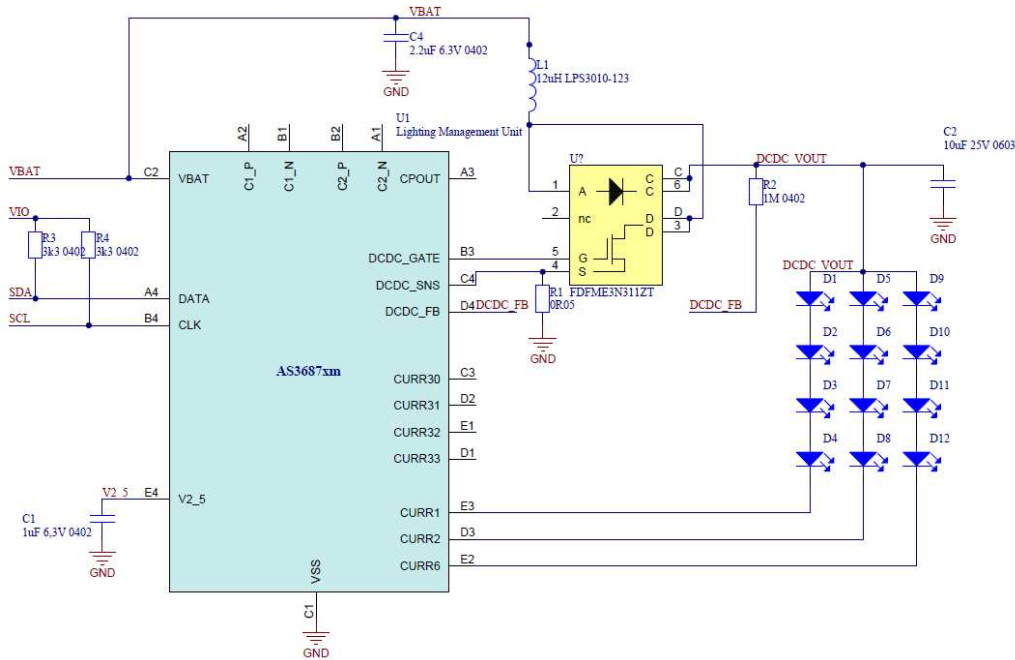 VBAT
C4
2.2uF 6.3V 0402
GND
L1
12uH LPS3010-123
U1
Lighting Management Unit
A2
B1
B2
A1
C1_P
C1_N
C2_P
C2_N
VBAT
C2
VBAT
CPOUT
A3
VIO
R3
3k3 0402
R4
3k3 0402
SDA
A4
DATA
SCL
B4
CLK
AS3687xm
DCDC_GATE
B3
DCDC_SNS
C4
DCDC_FB
D4
DCDC_FB
CURR30
C3
CURR31
D2
CURR32
E1
CURR33
D1
V2_5
E4
V2_5
C1
1uF 6,3V 0402
GND
CURR1
E3
CURR2
D3
CURR6
E2
VSS
C1
GND
U?
1
A
C
C
C
6
2
nc
D
D
D
3
5
G
4
S
FDFME3N311ZT
R1
0R05
GND
DCDC_VOUT
R2
1M 0402
DCDC_FB
C2
10uF 25V 0603
GND
DCDC_VOUT
D1
D5
D9
D2
D6
D10
D3
D7
D11
D4
D8
D12